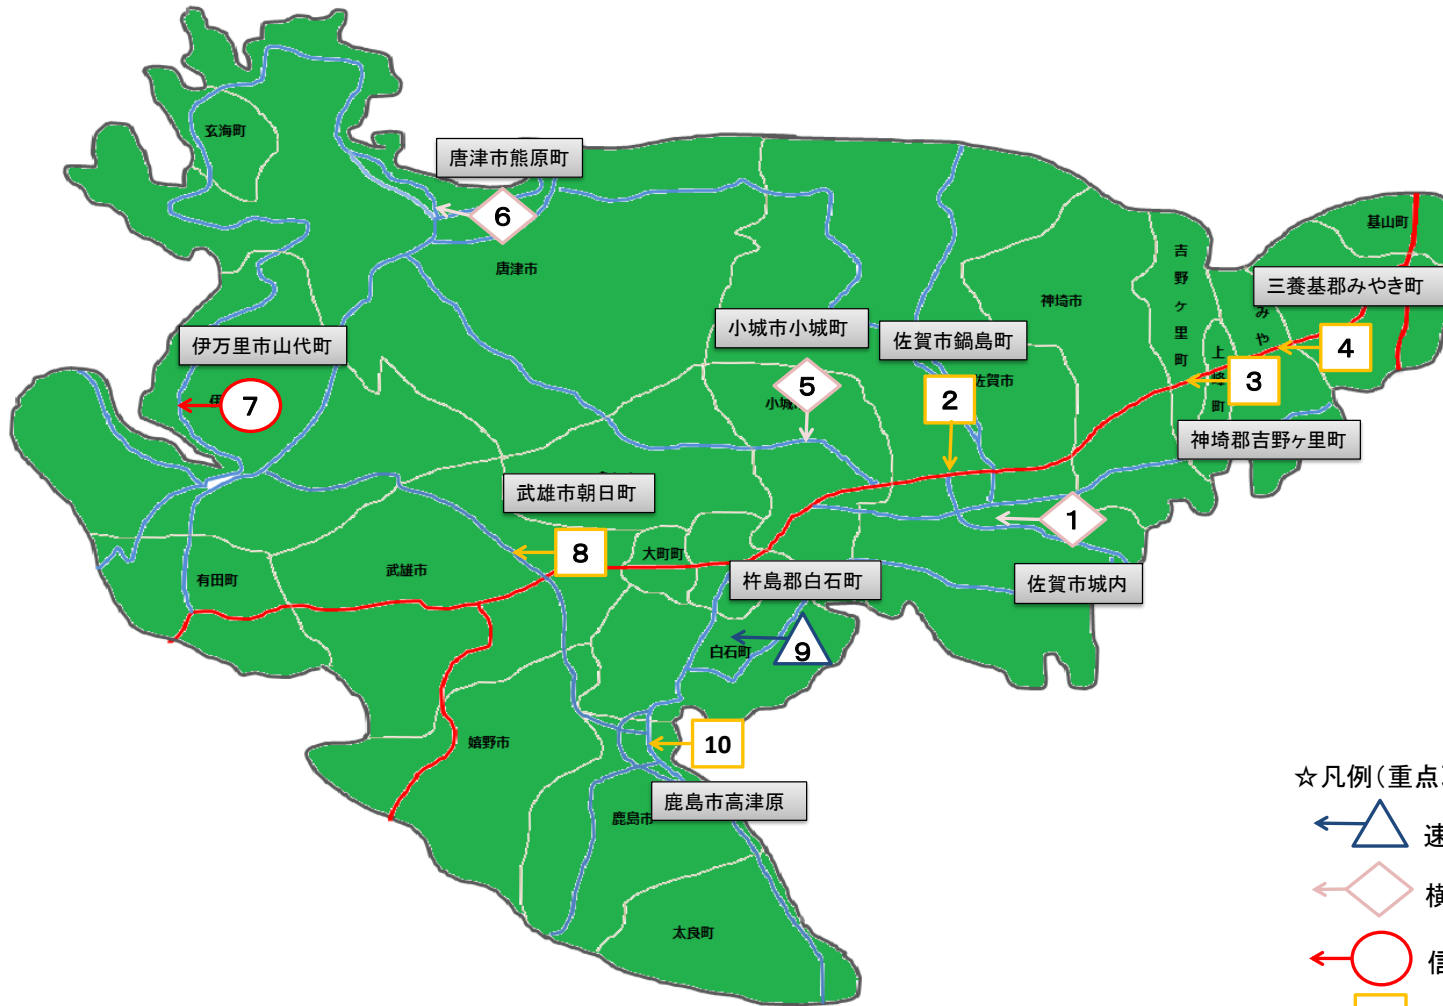 玄海町
唐津市熊原町
6
唐津市
基山町
吉野ヶ里町
三養基郡みやき町
みや
神埼市
小城市小城町
佐賀市鍋島町
伊万里市山代町
4
上峰町
3
5
佐賀市
2
小城
7
伊
神埼郡吉野ヶ里町
武雄市朝日町
1
8
大町町
武雄市
有田町
杵島郡白石町
佐賀市城内
9
白石町
10
嬉野市
鹿島市高津原
鹿島市
太良町
☆凡例(重点
速
横
信